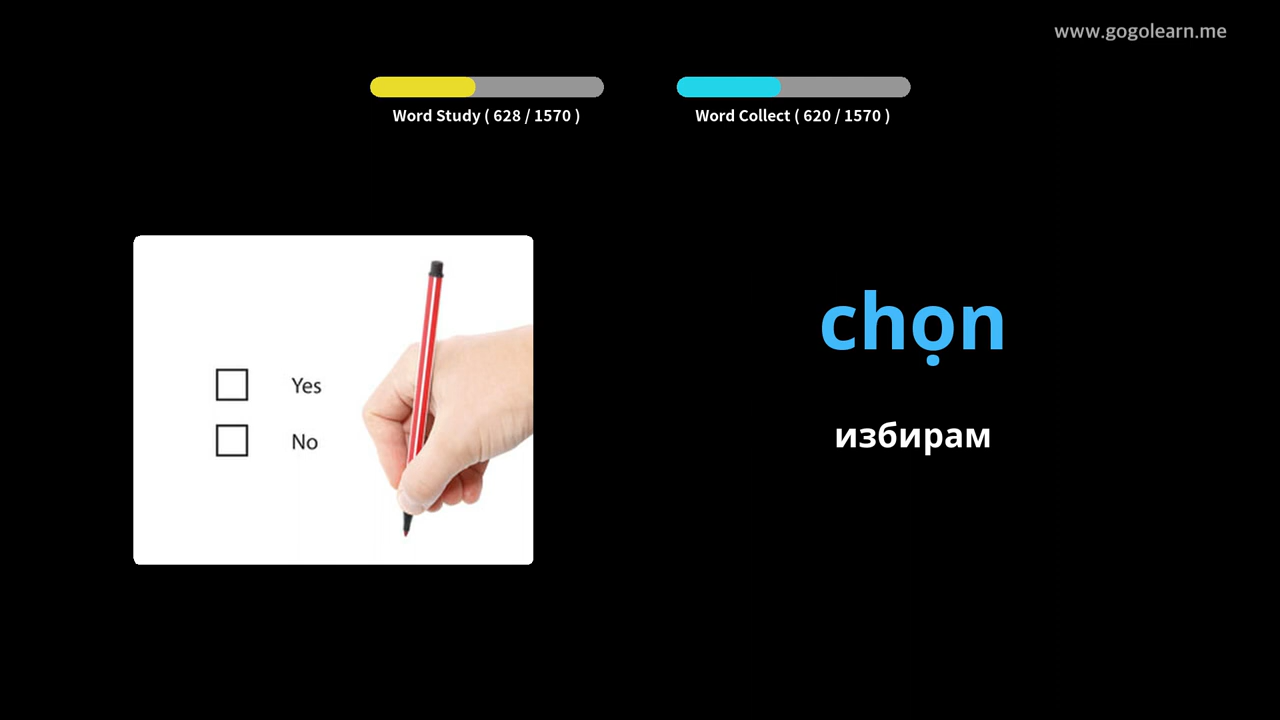 www.gogolearn.me
Word Study ( 628 / 1570 )
Word Collect ( 620 / 1570 )
Yes
No
chọn
избирам